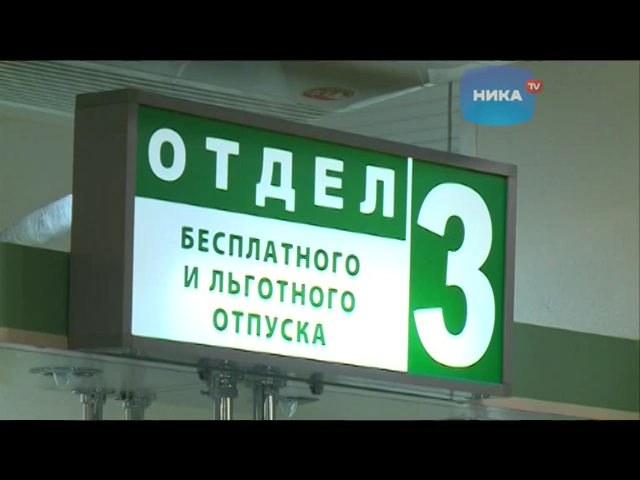 НИКА TV
ОТДЕЛ
3
БЕСПЛАТНОГО
И ЛЬГОТНОГО
ОТПУСКА